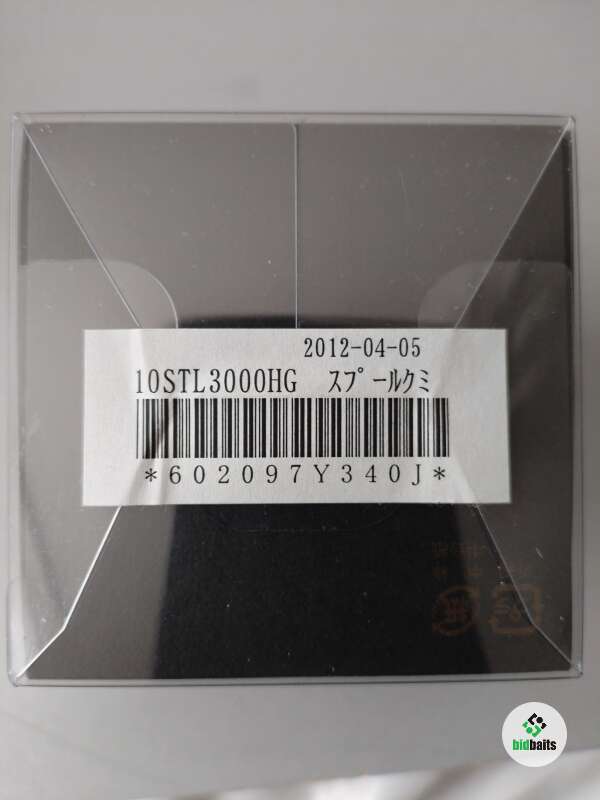 2012-04-05
10STL3000HG ｽﾌﾟｰﾙｸﾐ
*602097Y340J*
bidbaits